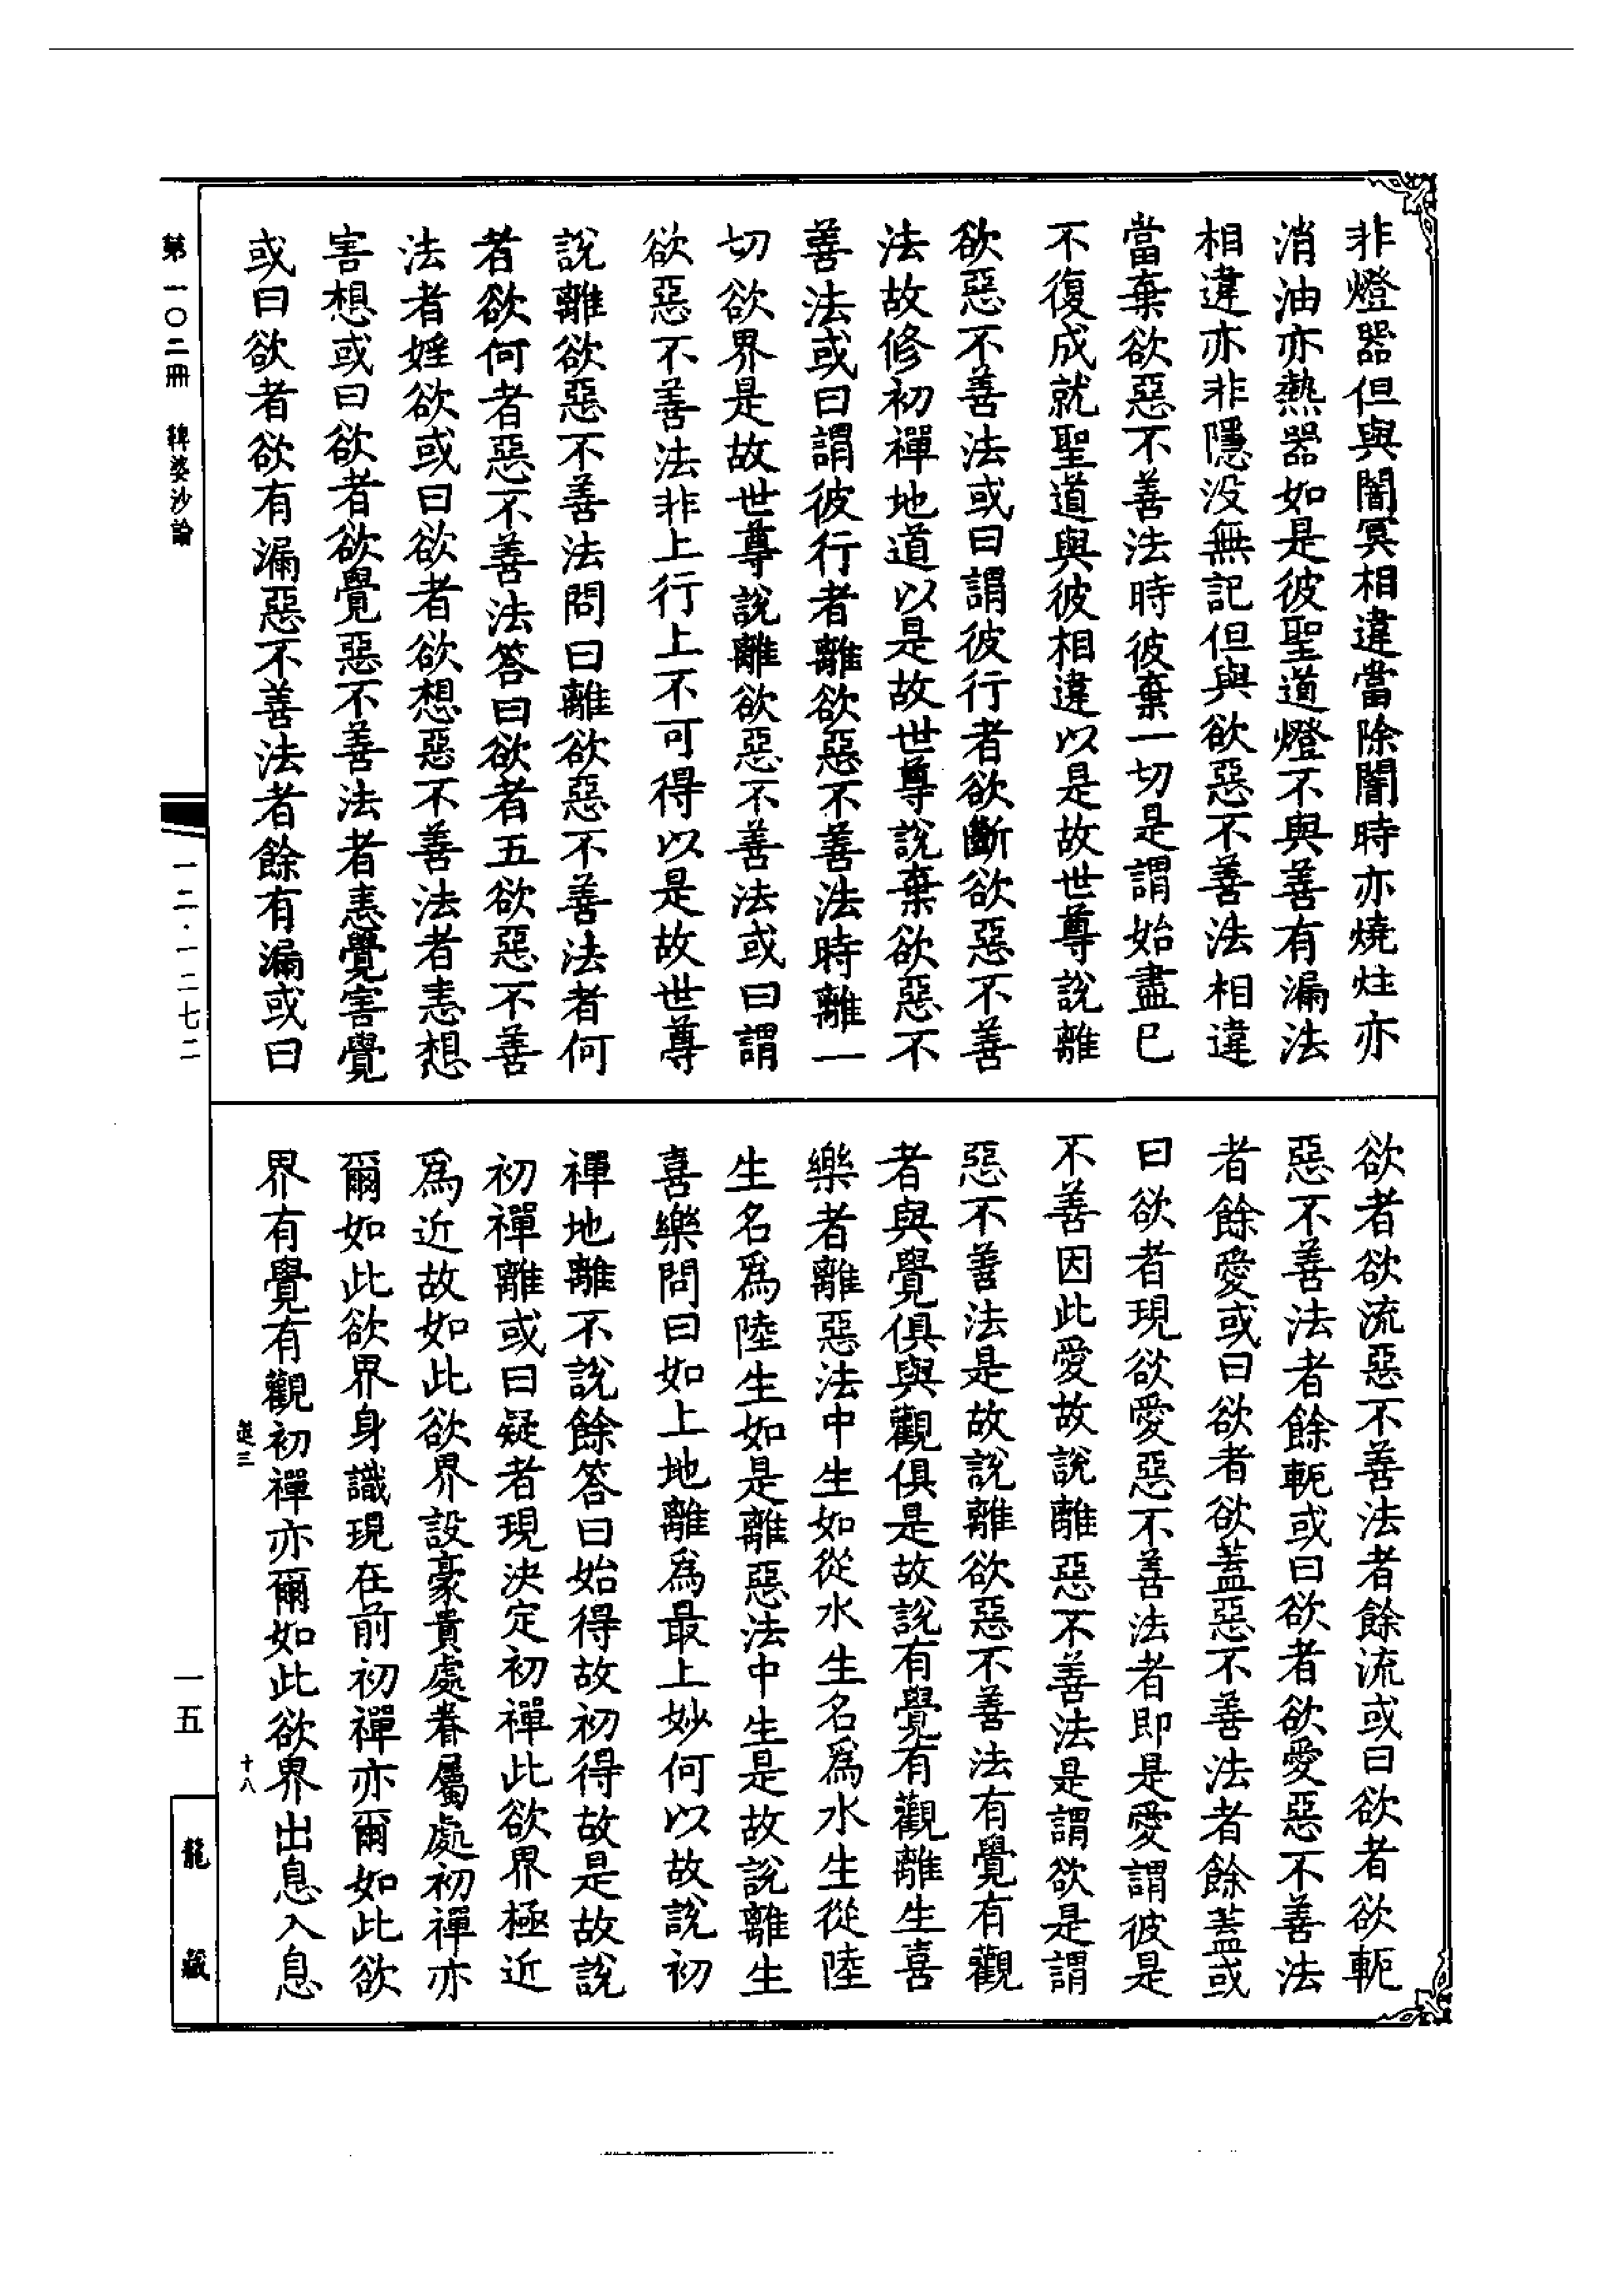 非燈器但與闇冥相違當除闇時亦燒炷亦
消油亦熱器如是彼聖道燈不與善有漏法
相違亦非隱没無記但與欲惡不善法相違
當棄欲惡不善法時彼棄一切是謂始盡已
不復成就聖道與彼相違以是故世尊說離
欲惡不善法或曰謂彼行者欲斷欲惡不善
法故修初禪地道以是故世尊說棄欲惡不
善法或曰謂彼行者離欲惡不善法時離一
切欲界是故世尊說離欲惡不善法或曰謂
欲惡不善法非上行上不可得以是故世尊
說離欲惡不善法問曰離欲惡不善法者何
者欲何者惡不善法答曰欲者五欲惡不善
法者婬欲或曰欲者欲想惡不善法者恚想
害想或曰欲者欲覺惡不善法者恚覺害覺
或曰欲者欲有漏惡不善法者餘有漏或曰
欲者欲流惡不善法者餘流或曰欲者欲軛
惡不善法者餘軛或曰欲者欲愛惡不善法
者餘愛或曰欲者欲蓋惡不善法者餘蓋或
曰欲者現欲愛惡不善法者即是愛謂彼是
不善因此愛故說離惡不善法是謂欲是謂
惡不善法是故說離欲惡不善法有覺有觀
者與覺俱與觀俱是故說有覺有觀離生喜
樂者離惡法中生如從水生名爲水生從陸
生名爲陸生如是離惡法中生是故說離生
喜樂問曰如上地離爲最上妙何以故說初
禪地離不說餘答曰始得故初得故是故說
初禪離或曰疑者現決定初禪此欲界極近
爲近故如此欲界設豪貴處眷屬處初禪亦
爾如此欲界身識現在前初禪亦爾如此欲
界有覺有觀初禪亦爾如此欲界出息入息
第一〇二冊 鞞婆沙論
一二·一二七二
一五
龍藏
十八